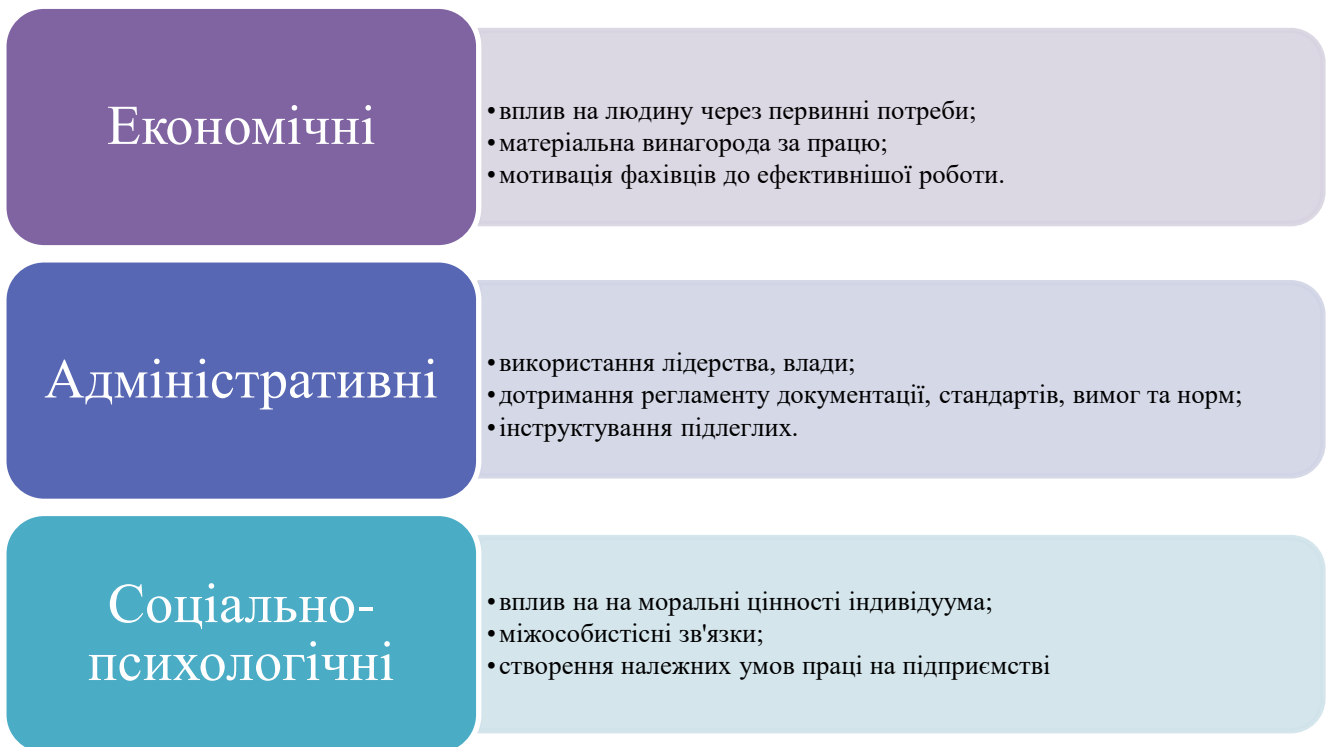 Економічні
•вплив на людину через первинні потреби;
•матеріальна винагорода за працю;
•мотивація фахівців до ефективнішої роботи.
Адміністративні
•використання лідерства, влади;
•дотримання регламенту документації, стандартів, вимог та норм;
•інструктування підлеглих.
Соціально-
психологічні
•вплив на на моральні цінності індивідуума;
•міжособистісні зв'язки;
•створення належних умов праці на підприємстві